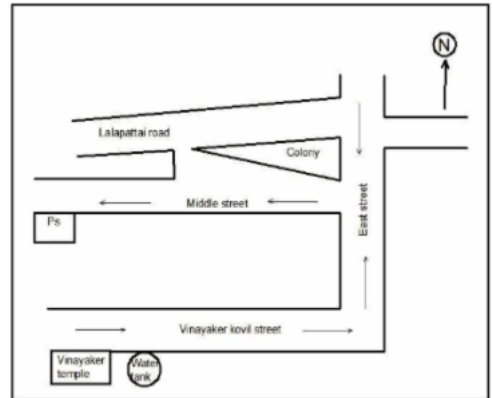 N
Lalapattai road
Colony
Middle street
East street
Ps
Vinayaker kovil street
Vinayaker
temple
Water
tank